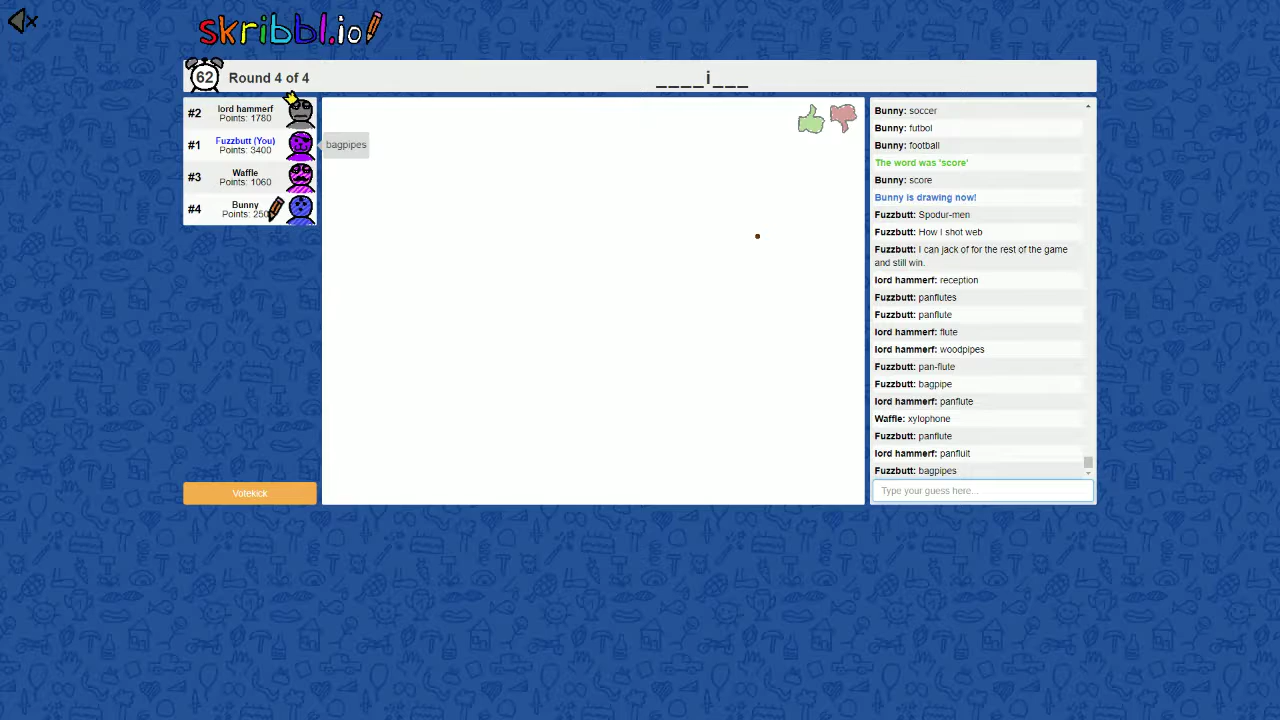 skribbl.io
62
Round 4 of 4
____i___
#2
lord hammerf
Points: 1780
#1
Fuzzbutt (You)
Points: 3400
bagpipes
#3
Waffle
Points: 1060
#4
Bunny
Points: 250
Votekick
Bunny: soccer
Bunny: futbol
Bunny: football
The word was 'score'
Bunny: score
Bunny is drawing now!
Fuzzbutt: Spodur-men
Fuzzbutt: How I shot web
Fuzzbutt: I can jack of for the rest of the game
and still win.
lord hammerf: reception
Fuzzbutt: panflutes
Fuzzbutt: panflute
lord hammerf: flute
lord hammerf: woodpipes
Fuzzbutt: pan-flute
Fuzzbutt: bagpipe
lord hammerf: panflute
Waffle: xylophone
Fuzzbutt: panflute
lord hammerf: panfluit
Fuzzbutt: bagpipes
Type your guess here...